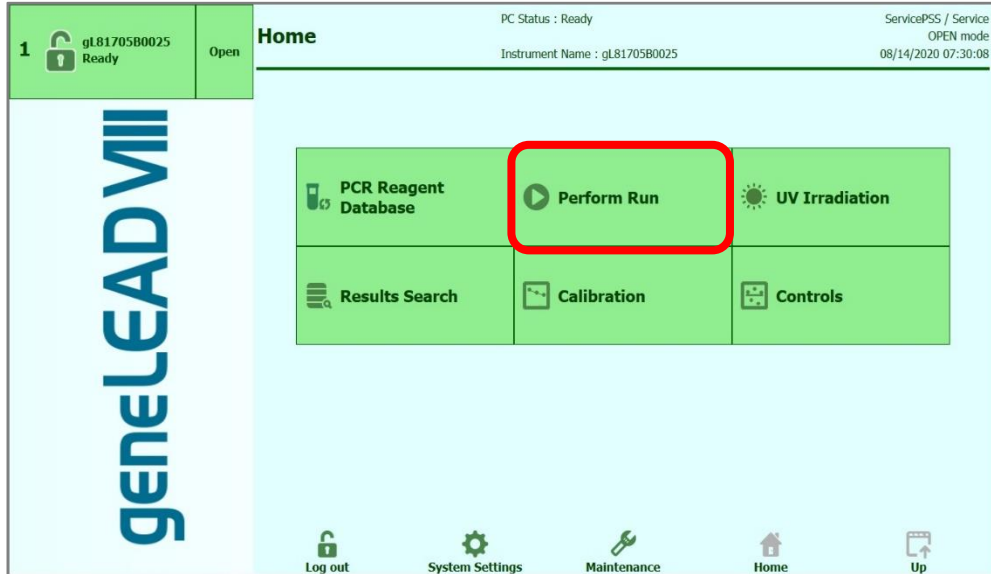 1
gL81705B0025
Ready
Open
Home
PC Status : Ready
Instrument Name : gL81705B0025
ServicePSS / Service
OPEN mode
08/14/2020 07:30:08
geneLEAD VIII
PCR Reagent
Database
Perform Run
UV Irradiation
Results Search
Calibration
Controls
Log out
System Settings
Maintenance
Home
Up